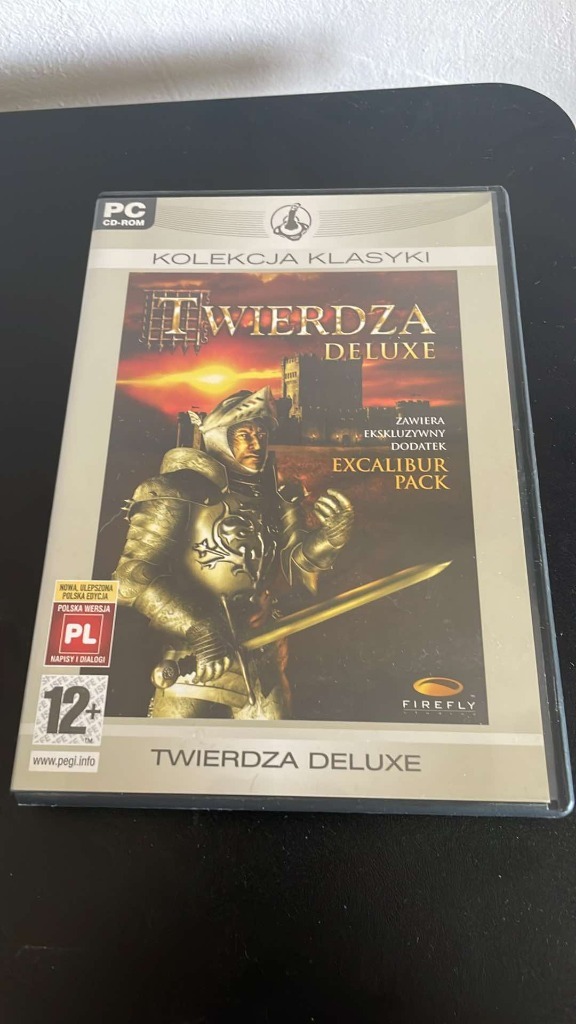 PC
CD-ROM
KOLEKCJA KLASYKI
TWIERDZA
DELUXE
ZAWIERA
EKSKLUZYWNY
DODATEK
EXCALIBUR
PACK
NOWA, ULEPSZONA
POLSKA EDYCJA
POLSKA WERSJA
PL
NAPISY I DIALOGI
12+
www.pegi.info
FIREFLY
TWIERDZA DELUXE